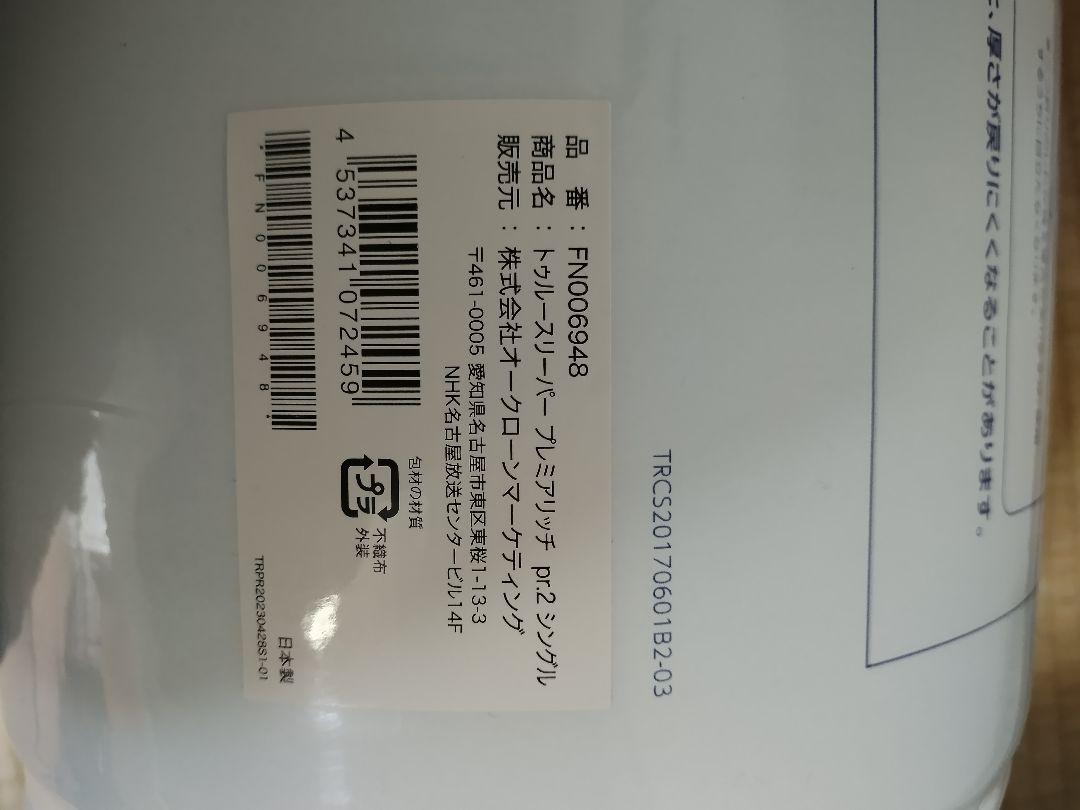 、厚さが戻りにくくなることがあります。
TRCS20170601B2-03
品 番 : FN006948
商品名 : トゥルースリーパー プレミアリッチ pr.2 シングル
販売元 : 株式会社オークローンマーケティング
〒461-0005 愛知県名古屋市東区東桜1-13-3
NHK名古屋放送センタービル14F
4 537341 072459
包材の材質
プラ
不織布
外装
*FN006948*
日本製
TRPR20230428S1-01